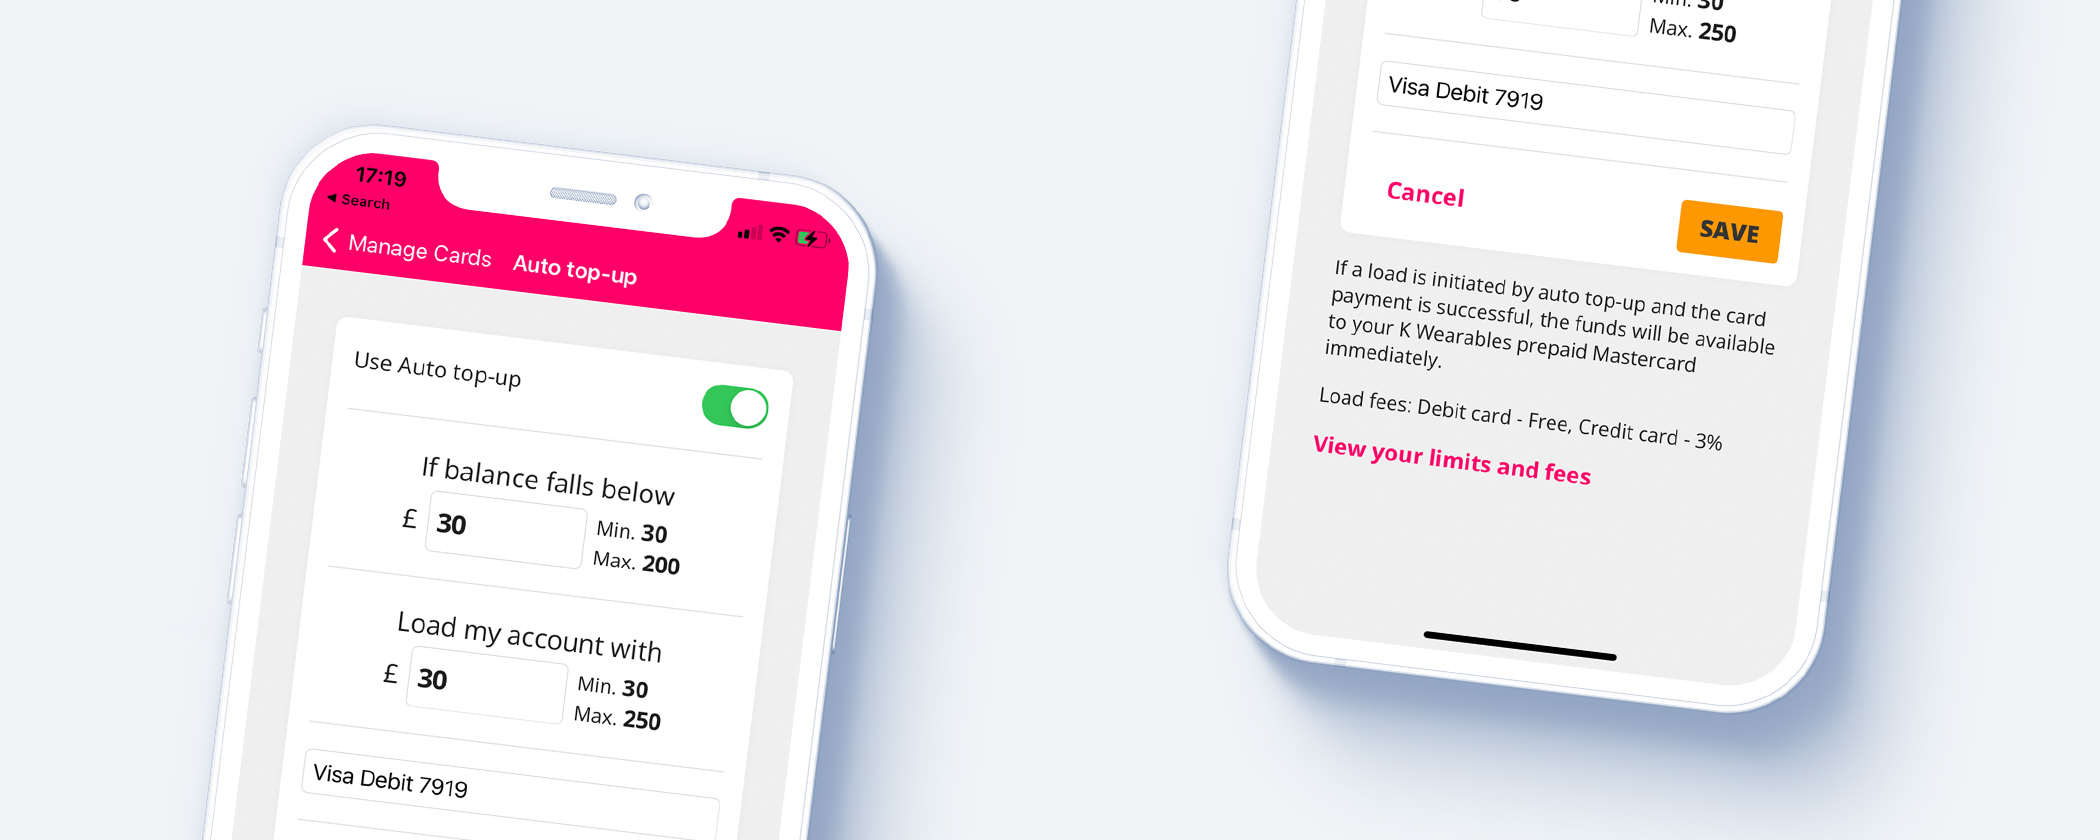 17:19
Search
Manage Cards Auto top-up
Use Auto top-up
If balance falls below
£ 30
Min. 30
Max. 200
Load my account with
£ 30
Min. 30
Max. 250
Visa Debit 7919
Min. 30
Max. 250
Visa Debit 7919
Cancel
SAVE
If a load is initiated by auto top-up and the card
payment is successful, the funds will be available
to your K Wearables prepaid Mastercard
immediately.
Load fees: Debit card - Free, Credit card - 3%
View your limits and fees